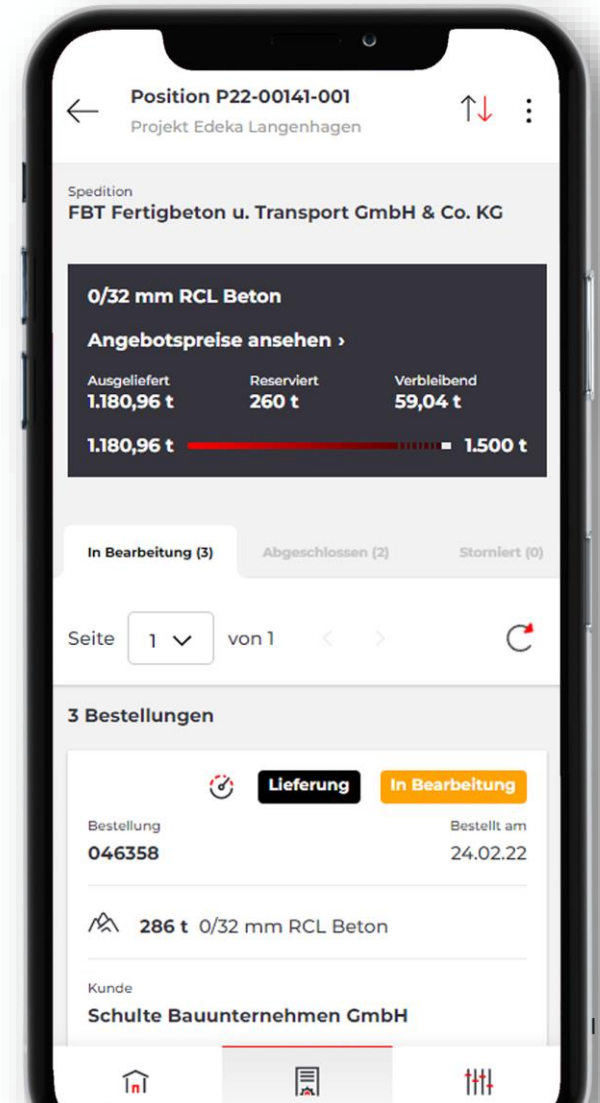 Position P22-00141-001
Projekt Edeka Langenhagen
Spedition
FBT Fertigbeton u. Transport GmbH & Co. KG
0/32 mm RCL Beton
Angebotspreise ansehen ›
Ausgeliefert Reserviert Verbleibend
1.180,96 t 260 t 59,04 t
1.180,96 t 1.500 t
In Bearbeitung (3) Abgeschlossen (2) Storniert (0)
Seite 1 von 1
3 Bestellungen
Lieferung In Bearbeitung
Bestellung Bestellt am
046358 24.02.22
286 t 0/32 mm RCL Beton
Kunde
Schulte Bauunternehmen GmbH